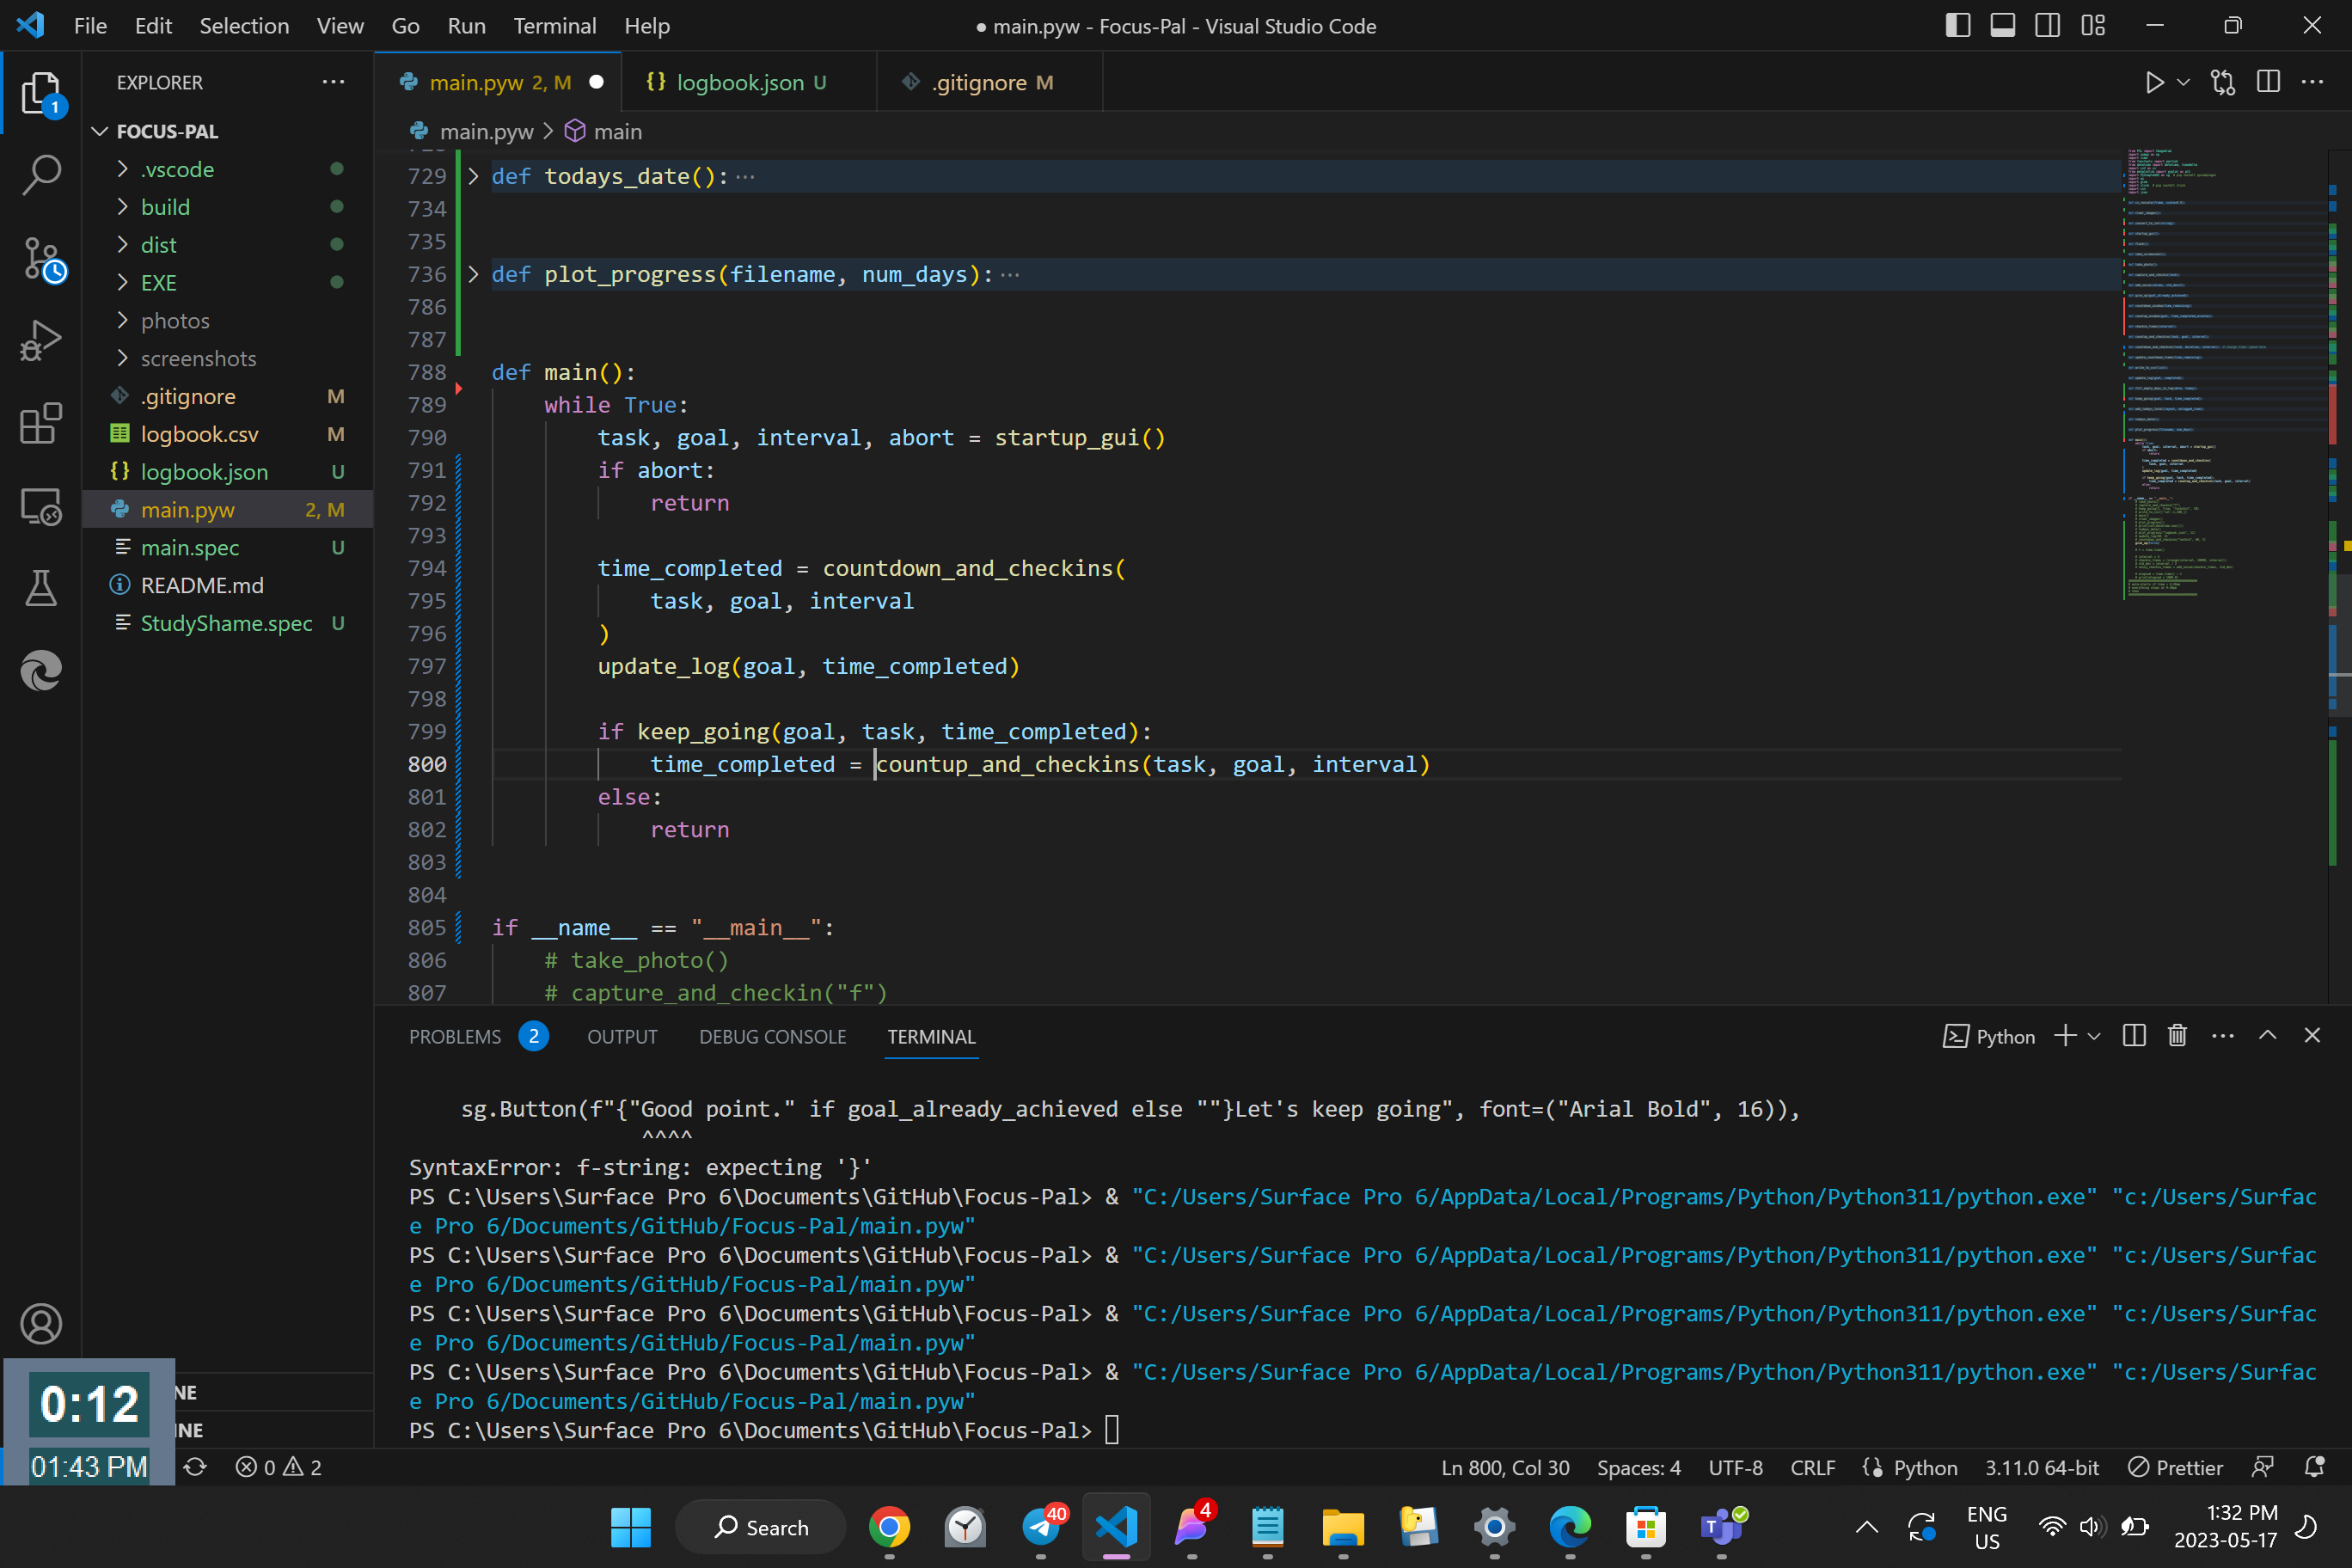 File Edit Selection View Go Run Terminal Help
● main.pyw - Focus-Pal - Visual Studio Code
EXPLORER
FOCUS-PAL
.vscode
build
dist
EXE
photos
screenshots
.gitignore M
logbook.csv M
logbook.json U
main.pyw 2, M
main.spec U
README.md
StudyShame.spec U
1
main.pyw 2, M
{} logbook.json U
.gitignore M
main.pyw > main
729 def todays_date(): ···
734
735
736 def plot_progress(filename, num_days): ···
786
787
788 def main():
789 while True:
790 task, goal, interval, abort = startup_gui()
791 if abort:
792 return
793
794 time_completed = countdown_and_checkins(
795 task, goal, interval
796 )
797 update_log(goal, time_completed)
798
799 if keep_going(goal, task, time_completed):
800 time_completed = countup_and_checkins(task, goal, interval)
801 else:
802 return
803
804
805 if __name__ == "__main__":
806 # take_photo()
807 # capture_and_checkin("f")
PROBLEMS 2 OUTPUT DEBUG CONSOLE TERMINAL
Python
sg.Button(f"{"Good point." if goal_already_achieved else ""}Let's keep going", font=("Arial Bold", 16)),
^^^^
SyntaxError: f-string: expecting '}'
PS C:\Users\Surface Pro 6\Documents\GitHub\Focus-Pal> & "C:/Users/Surface Pro 6/AppData/Local/Programs/Python/Python311/python.exe" "c:/Users/Surfac
e Pro 6/Documents/GitHub/Focus-Pal/main.pyw"
PS C:\Users\Surface Pro 6\Documents\GitHub\Focus-Pal> & "C:/Users/Surface Pro 6/AppData/Local/Programs/Python/Python311/python.exe" "c:/Users/Surfac
e Pro 6/Documents/GitHub/Focus-Pal/main.pyw"
PS C:\Users\Surface Pro 6\Documents\GitHub\Focus-Pal> & "C:/Users/Surface Pro 6/AppData/Local/Programs/Python/Python311/python.exe" "c:/Users/Surfac
e Pro 6/Documents/GitHub/Focus-Pal/main.pyw"
PS C:\Users\Surface Pro 6\Documents\GitHub\Focus-Pal> & "C:/Users/Surface Pro 6/AppData/Local/Programs/Python/Python311/python.exe" "c:/Users/Surfac
e Pro 6/Documents/GitHub/Focus-Pal/main.pyw"
PS C:\Users\Surface Pro 6\Documents\GitHub\Focus-Pal>
NE
INE
0:12
01:43 PM
0 2
Ln 800, Col 30 Spaces: 4 UTF-8 CRLF Python 3.11.0 64-bit Prettier
Search
40
4
T
ENG
US
1:32 PM
2023-05-17